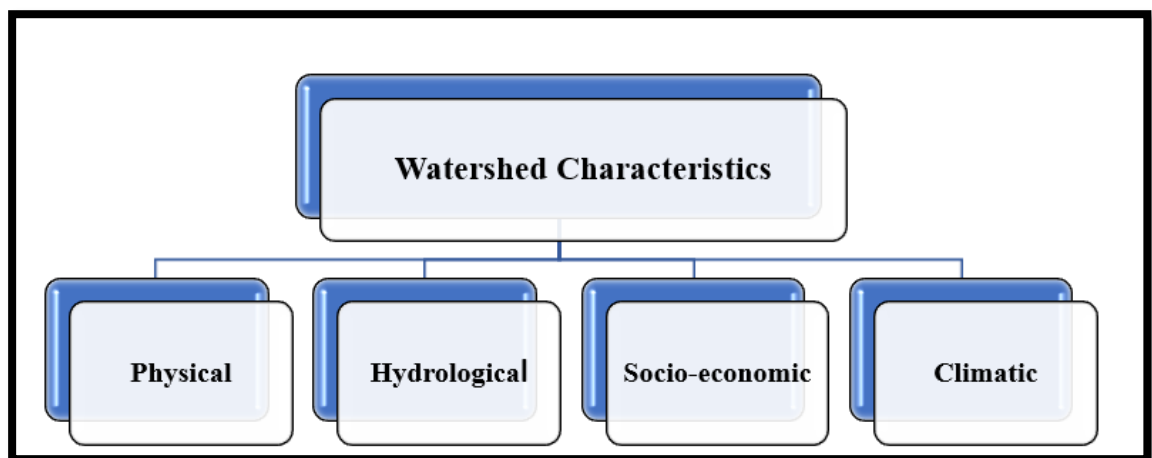 Watershed Characteristics
Physical
Hydrological
Socio-economic
Climatic